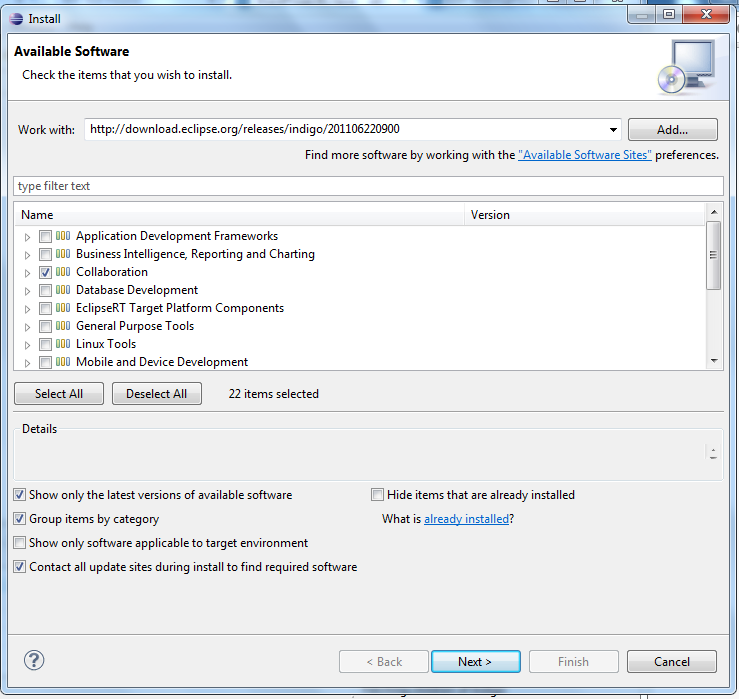 Install
Available Software
Check the items that you wish to install.
Work with: http://download.eclipse.org/releases/indigo/201106220900 Add...
Find more software by working with the "Available Software Sites" preferences.
type filter text
Name Version
Application Development Frameworks
Business Intelligence, Reporting and Charting
Collaboration
Database Development
EclipseRT Target Platform Components
General Purpose Tools
Linux Tools
Mobile and Device Development
Select All Deselect All 22 items selected
Details
Show only the latest versions of available software Hide items that are already installed
Group items by category What is already installed?
Show only software applicable to target environment
Contact all update sites during install to find required software
? < Back Next > Finish Cancel